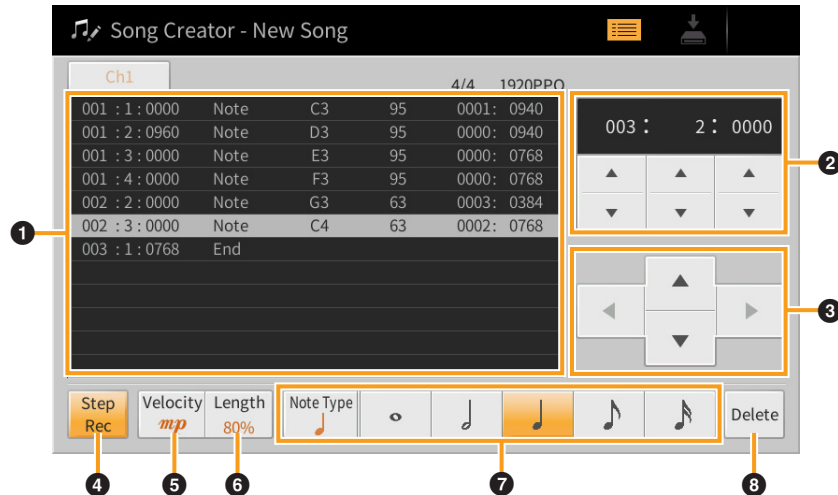 Song Creator - New Song
Ch1
4/4 1920PPQ
001 : 1 : 0000 Note C3 95 0001: 0940
001 : 2 : 0960 Note D3 95 0000: 0940
001 : 3 : 0000 Note E3 95 0000: 0768
001 : 4 : 0000 Note F3 95 0000: 0768
002 : 2 : 0000 Note G3 63 0003: 0384
002 : 3 : 0000 Note C4 63 0002: 0768
003 : 1 : 0768 End
003 : 2 : 0000
1
2
3
Step Rec
Velocity mp
Length 80%
Note Type
Delete
4
5
6
7
8